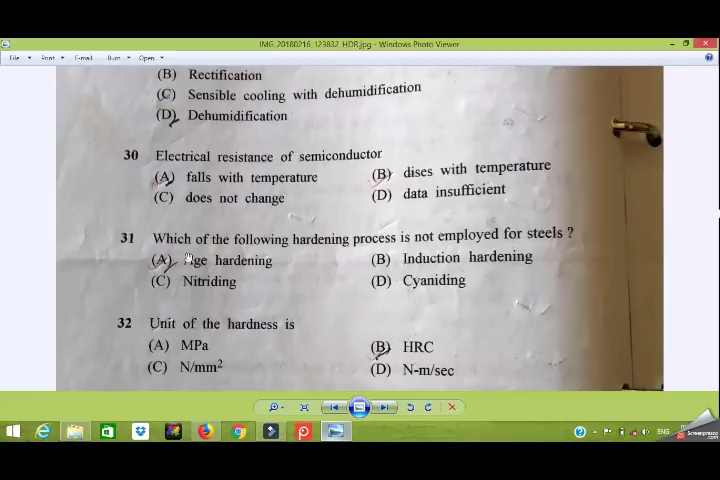 IMG_20180216_123832_HDR.jpg - Windows Photo Viewer
File Print E-mail Burn Open
(B) Rectification
(C) Sensible cooling with dehumidification
(D) Dehumidification
30 Electrical resistance of semiconductor
(A) falls with temperature (B) dises with temperature
(C) does not change (D) data insufficient
31 Which of the following hardening process is not employed for steels ?
(A) Age hardening (B) Induction hardening
(C) Nitriding (D) Cyaniding
32 Unit of the hardness is
(A) MPa (B) HRC
(C) N/mm² (D) N-m/sec
ENG
Screenpresso
.com